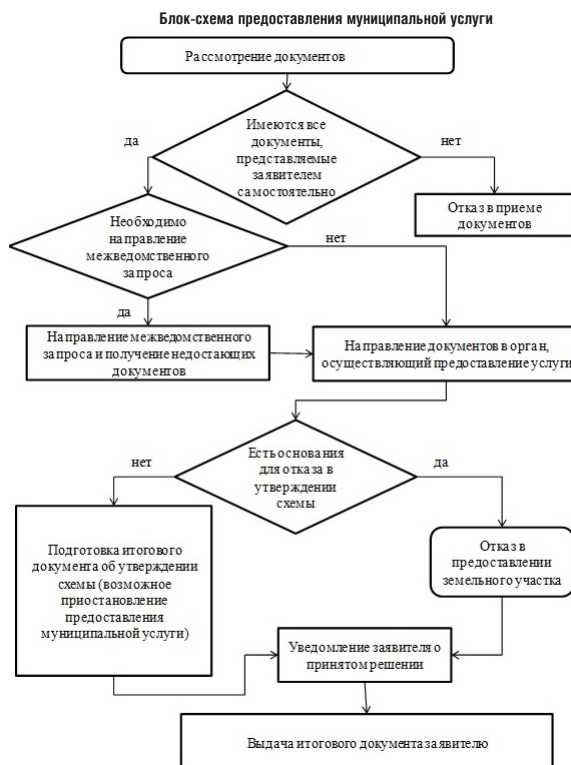 Блок-схема предоставления муниципальной услуги
Рассмотрение документов
Имеются все
документы,
представляемые
заявителем
самостоятельно
да
нет
Отказ в приеме
документов
Необходимо
направление
межведомственного
запроса
нет
да
Направление межведомственного
запроса и получение недостающих
документов
Направление документов в орган,
осуществляющий предоставление услуги
Есть основания
для отказа в
утверждении
схемы
нет
да
Подготовка итогового
документа об утверждении
схемы (возможное
приостановление
предоставления
муниципальной услуги)
Отказ в
предоставлении
земельного участка
Уведомление заявителя о
принятом решении
Выдача итогового документа заявителю